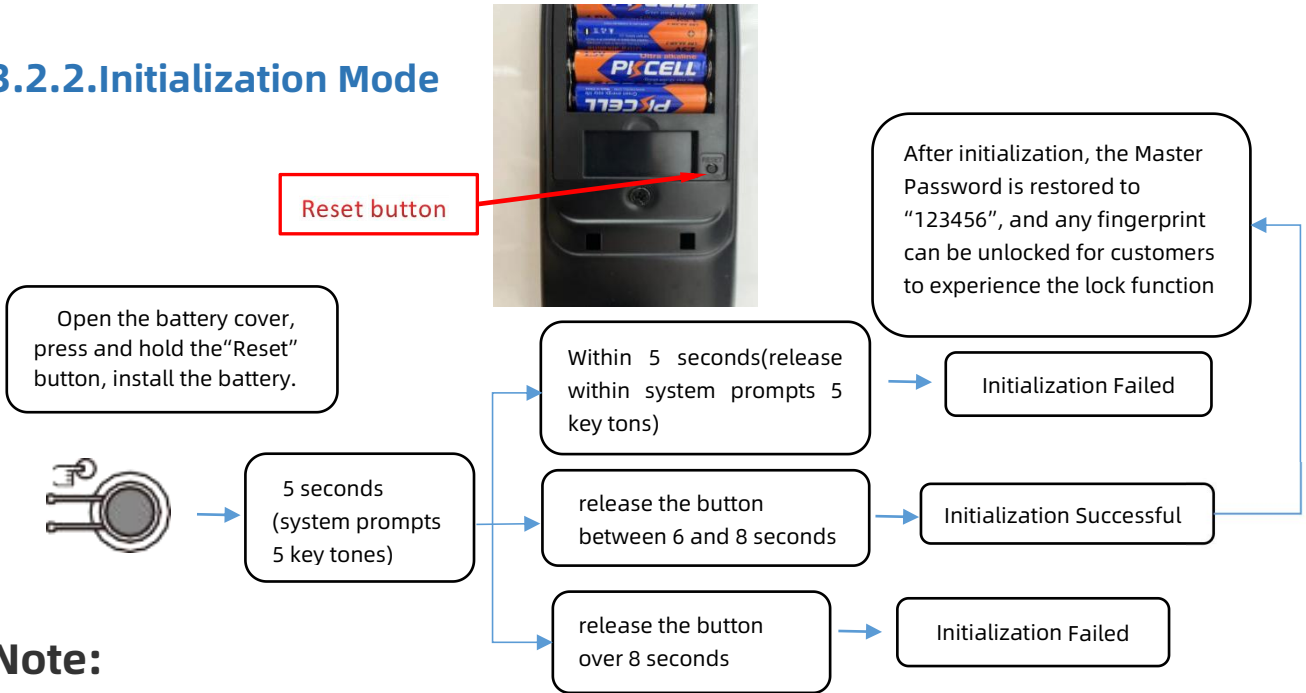 3.2.2.Initialization Mode
PKCELL
Ultra alkaline
PKCELL
PKCELL
RESET
Reset button
After initialization, the Master
Password is restored to
“123456”, and any fingerprint
can be unlocked for customers
to experience the lock function
Open the battery cover,
press and hold the“Reset”
button, install the battery.
Within 5 seconds(release
within system prompts 5
key tons)
Initialization Failed
5 seconds
(system prompts
5 key tones)
release the button
between 6 and 8 seconds
Initialization Successful
release the button
over 8 seconds
Initialization Failed
Note: